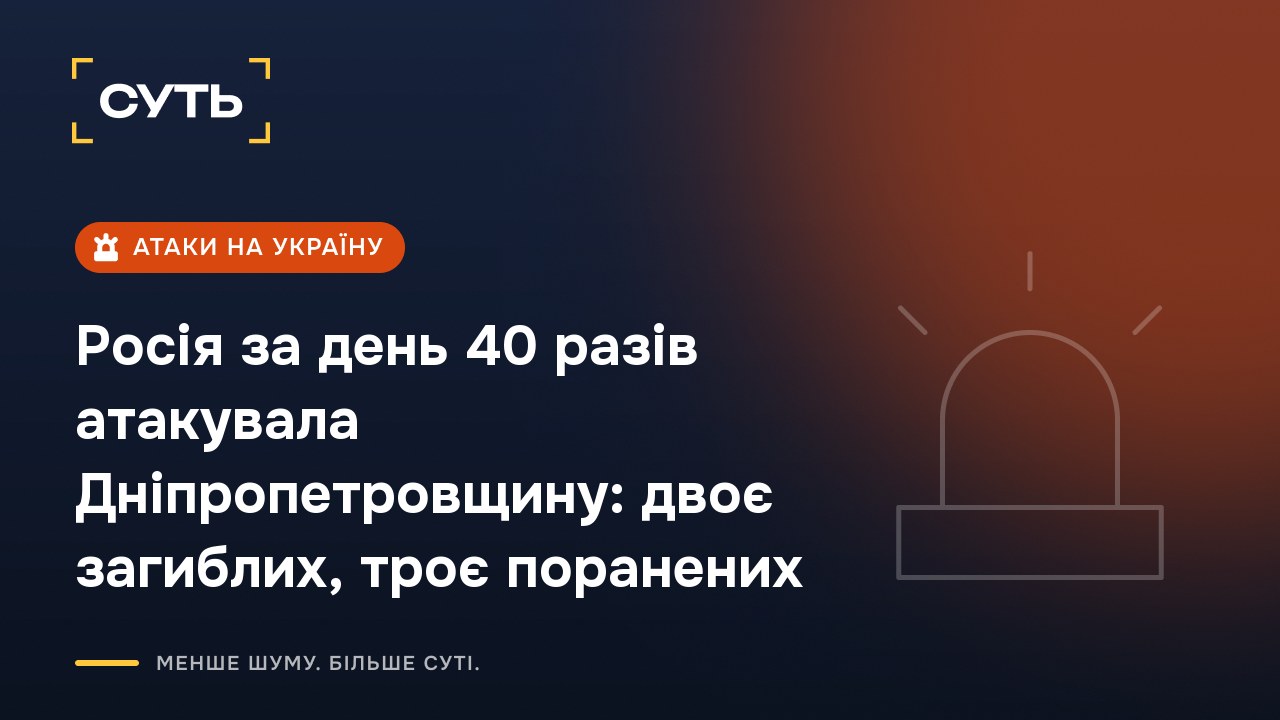 СУТЬ
АТАКИ НА УКРАЇНУ
Росія за день 40 разів
атакувала
Дніпропетровщину: двоє
загиблих, троє поранених
МЕНШЕ ШУМУ. БІЛЬШЕ СУТІ.